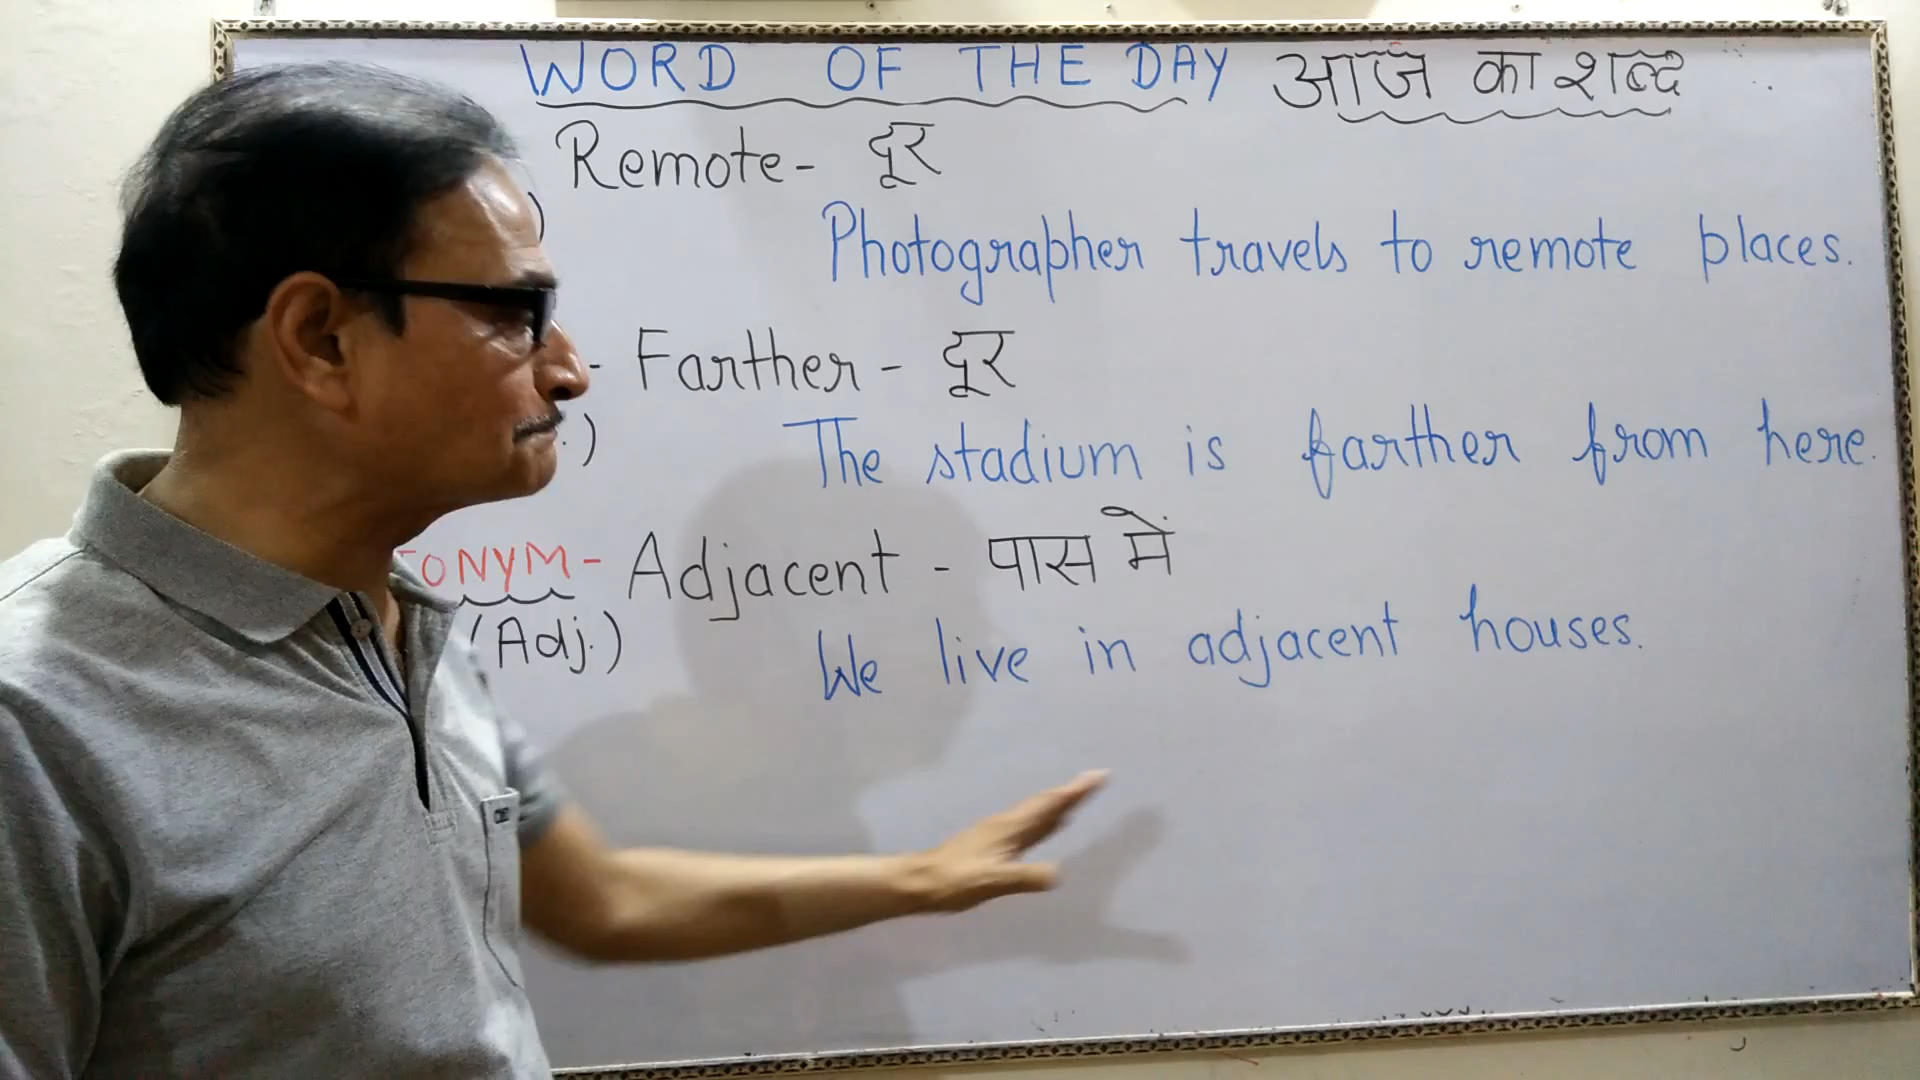 WORD OF THE DAY आज का शब्द
Remote - दूर
)
Photographer travels to remote places.
- Farther - दूर
.)
The stadium is farther from here.
TONYM - Adjacent - पास में
(Adj.)
We live in adjacent houses.